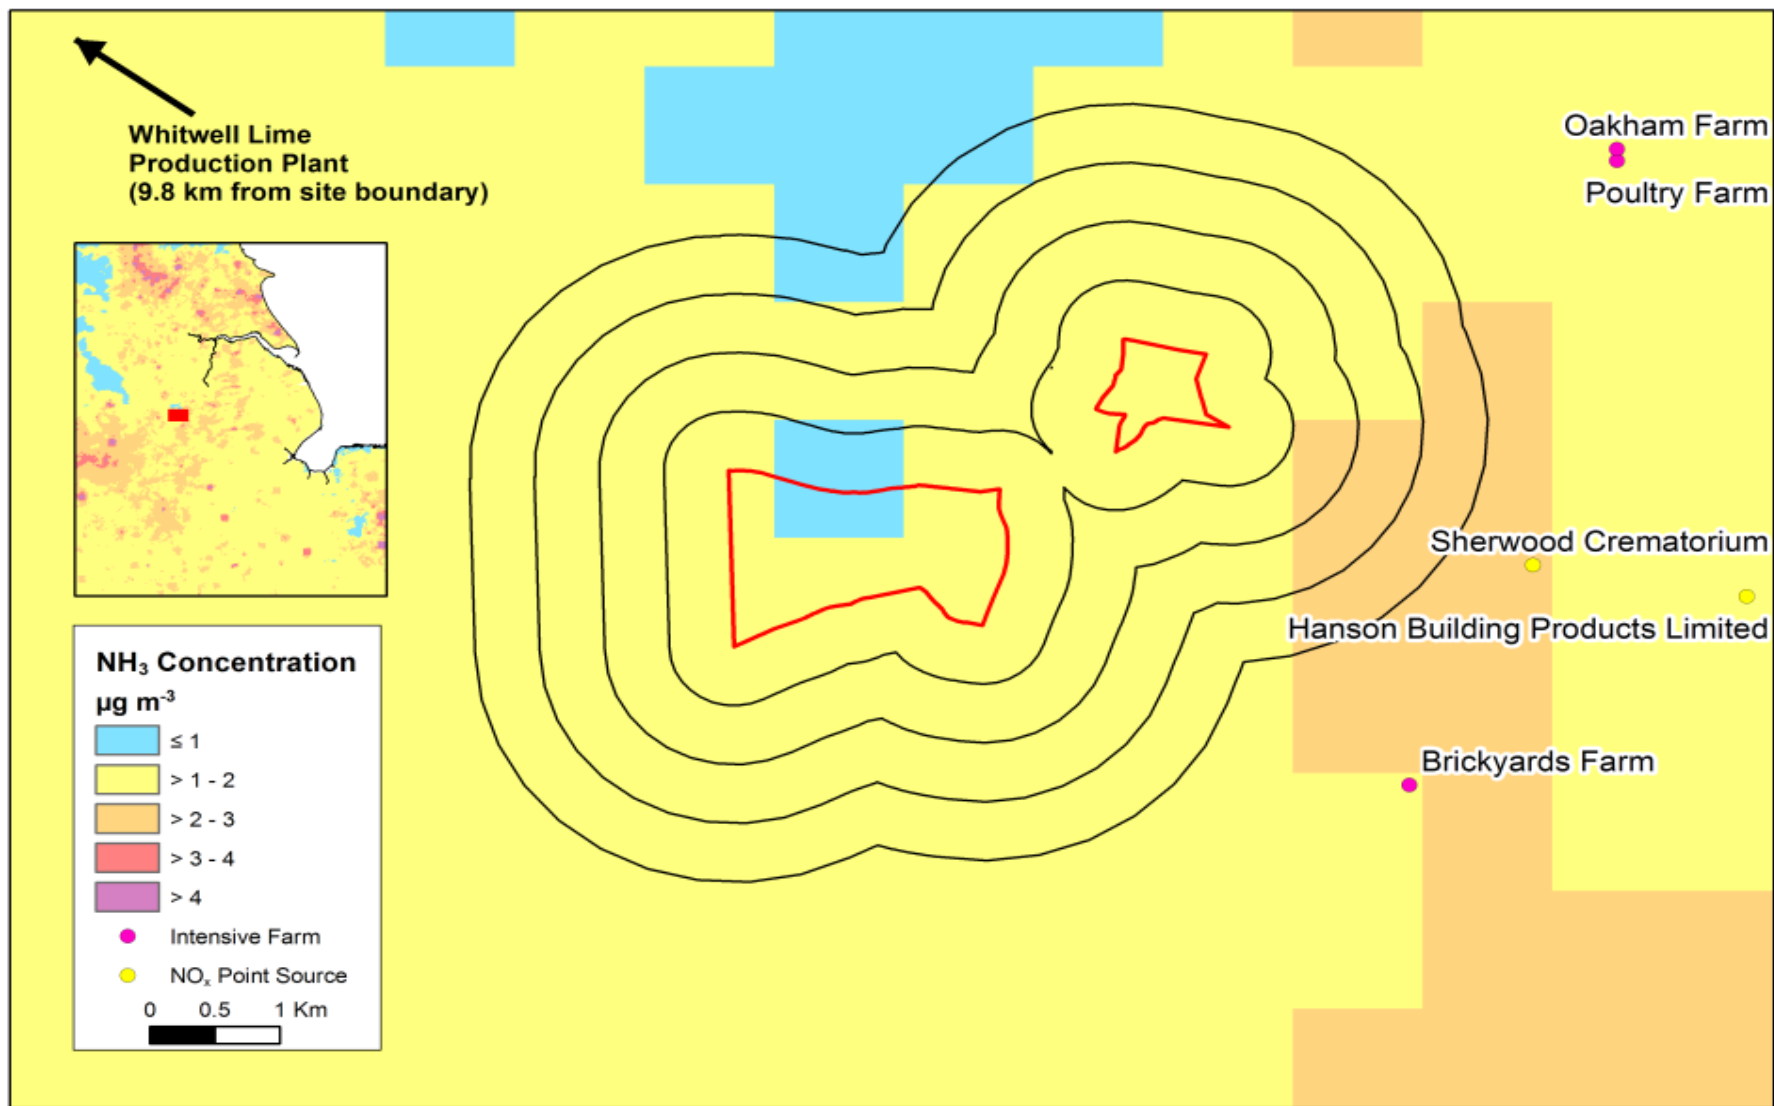 Whitwell Lime
Production Plant
(9.8 km from site boundary)
Oakham Farm
Poultry Farm
Sherwood Crematorium
Hanson Building Products Limited
Brickyards Farm
NH₃ Concentration
µg m⁻³
≤ 1
> 1 - 2
> 2 - 3
> 3 - 4
> 4
Intensive Farm
NOₓ Point Source
0 0.5 1 Km